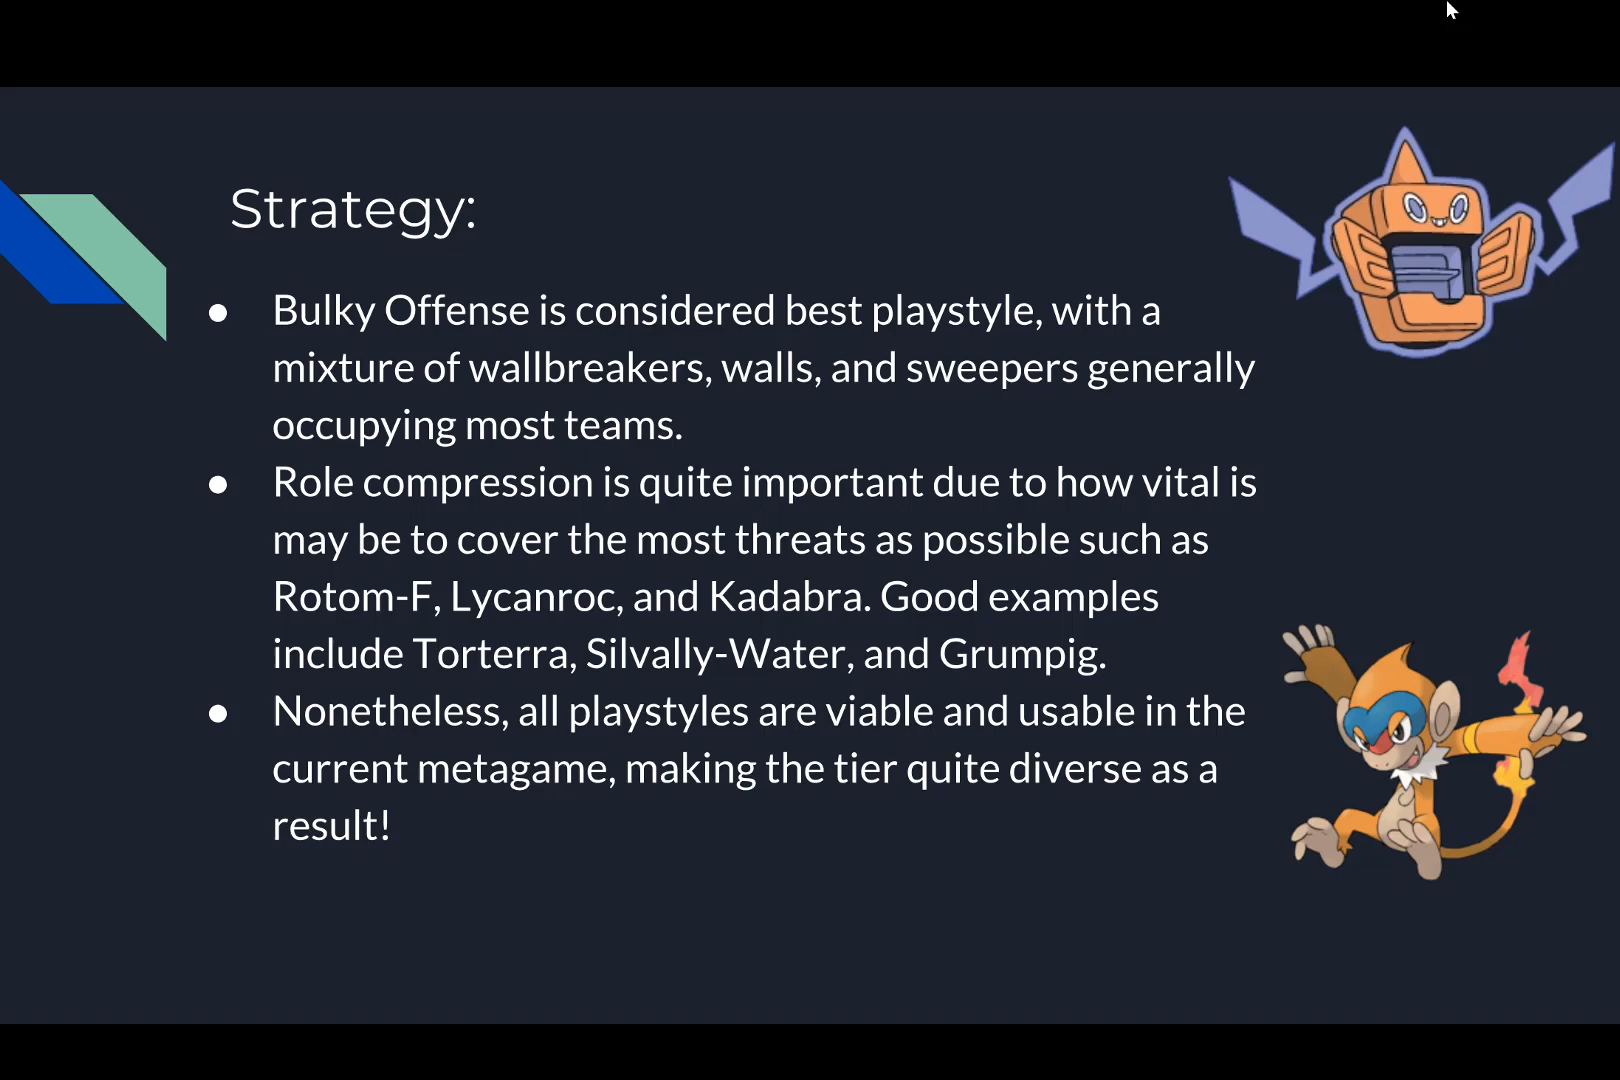 Strategy:
● Bulky Offense is considered best playstyle, with a
mixture of wallbreakers, walls, and sweepers generally
occupying most teams.
● Role compression is quite important due to how vital is
may be to cover the most threats as possible such as
Rotom-F, Lycanroc, and Kadabra. Good examples
include Torterra, Silvally-Water, and Grumpig.
● Nonetheless, all playstyles are viable and usable in the
current metagame, making the tier quite diverse as a
result!